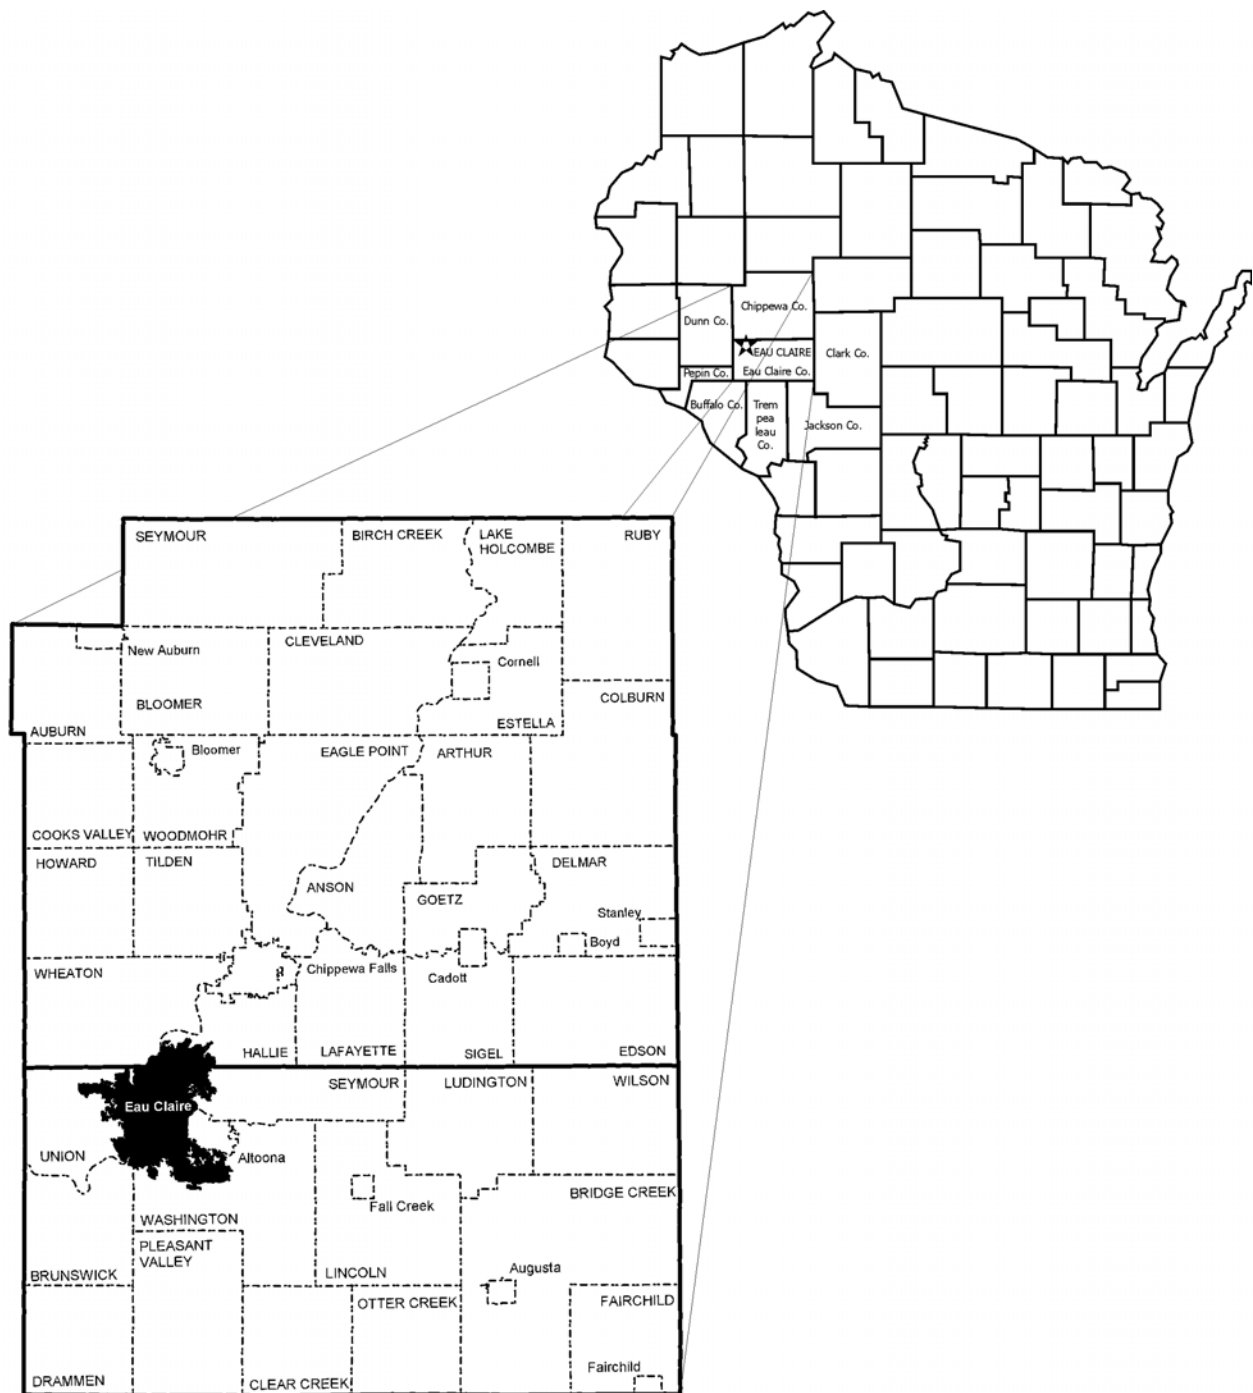 Chippewa Co.
Dunn Co.
EAU CLAIRE
Clark Co.
Pepin Co.
Eau Claire Co.
Buffalo Co.
Trem
pea
leau
Co.
Jackson Co.
SEYMOUR
BIRCH CREEK
LAKE
HOLCOMBE
RUBY
New Auburn
CLEVELAND
Cornell
BLOOMER
COLBURN
AUBURN
ESTELLA
Bloomer
EAGLE POINT
ARTHUR
COOKS VALLEY
WOODMOHR
HOWARD
TILDEN
DELMAR
ANSON
GOETZ
Stanley
Boyd
WHEATON
Chippewa Falls
Cadott
HALLIE
LAFAYETTE
SIGEL
EDSON
SEYMOUR
LUDINGTON
WILSON
Eau Claire
UNION
Altoona
BRIDGE CREEK
Fall Creek
WASHINGTON
PLEASANT
VALLEY
BRUNSWICK
LINCOLN
Augusta
OTTER CREEK
FAIRCHILD
Fairchild
DRAMMEN
CLEAR CREEK